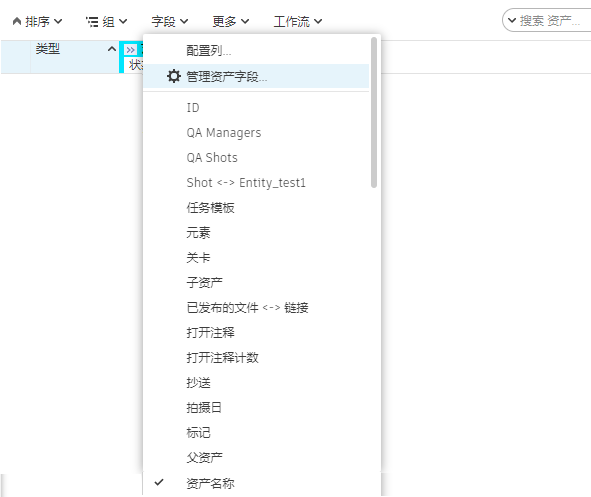 排序 组 字段 更多 工作流 搜索 资产...
类型
配置列...
管理资产字段...
ID
QA Managers
QA Shots
Shot <-> Entity_test1
任务模板
元素
关卡
子资产
已发布的文件 <-> 链接
打开注释
打开注释计数
抄送
拍摄日
标记
父资产
资产名称